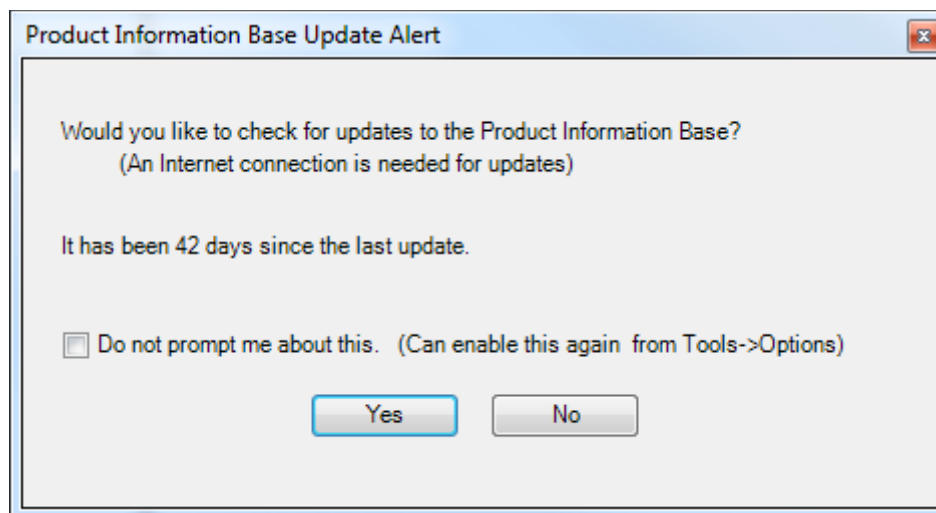 Product Information Base Update Alert
Would you like to check for updates to the Product Information Base?
(An Internet connection is needed for updates)
It has been 42 days since the last update.
Do not prompt me about this. (Can enable this again from Tools->Options)
Yes No